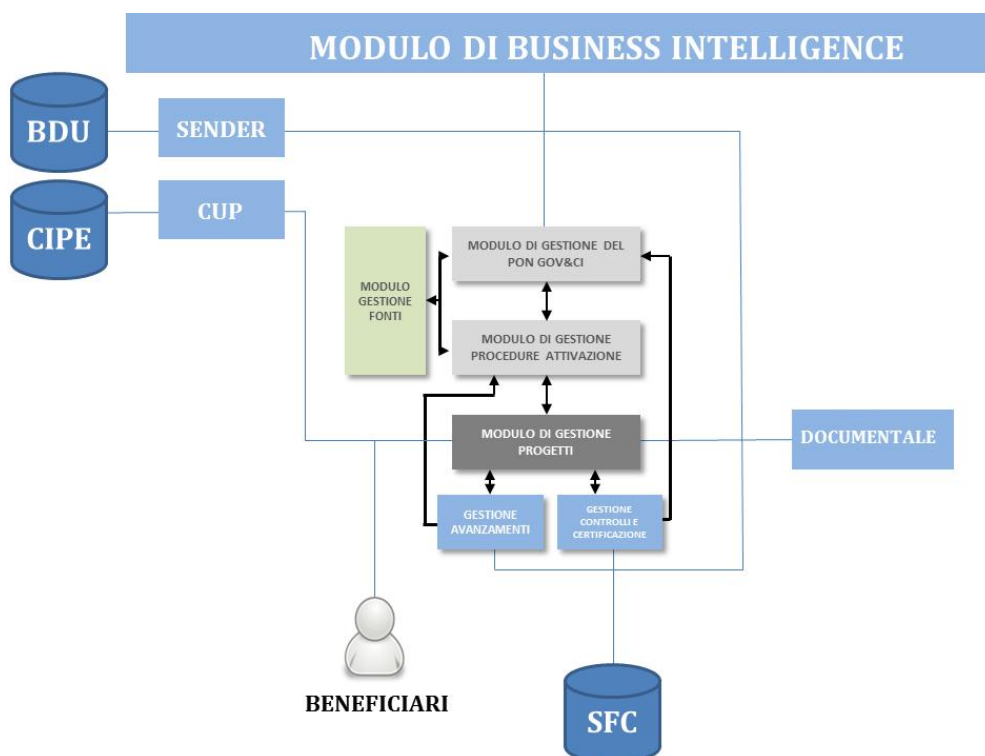 MODULO DI BUSINESS INTELLIGENCE
BDU
SENDER
CIPE
CUP
MODULO DI GESTIONE DEL
PON GOV&CI
MODULO
GESTIONE
FONTI
MODULO DI GESTIONE
PROCEDURE ATTIVAZIONE
MODULO DI GESTIONE
PROGETTI
DOCUMENTALE
GESTIONE
AVANZAMENTI
GESTIONE
CONTROLLI E
CERTIFICAZIONE
BENEFICIARI
SFC